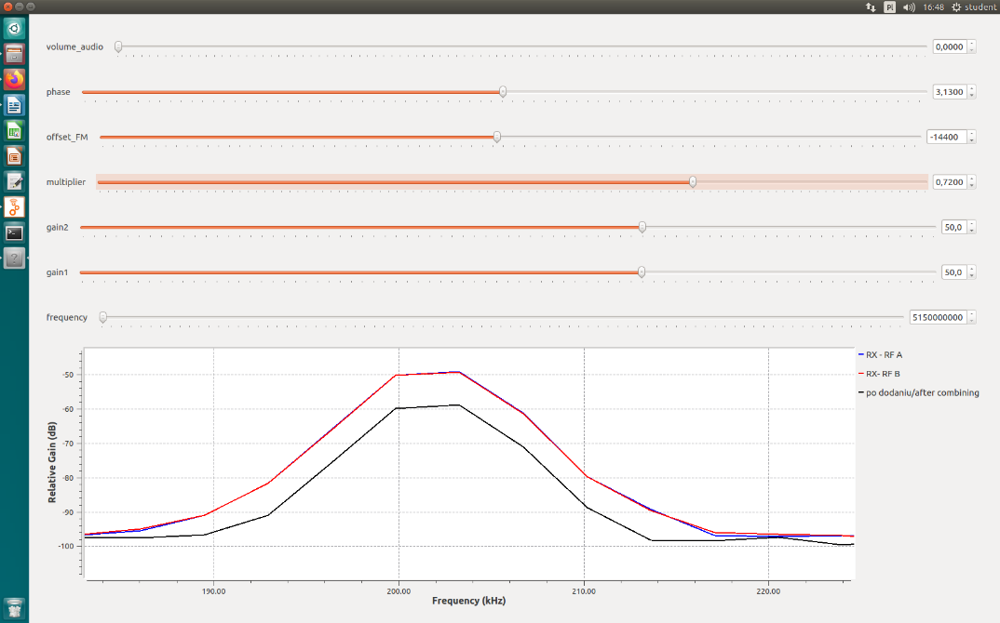 Pl 16:48 student
volume_audio 0,0000
phase 3,1300
offset_FM -14400
multiplier 0,7200
gain2 50,0
gain1 50,0
frequency 5150000000
RX - RF A
RX- RF B
po dodaniu/after combining
-50
-60
-70
-80
-90
-100
Relative Gain (dB)
190.00 200.00 210.00 220.00
Frequency (kHz)